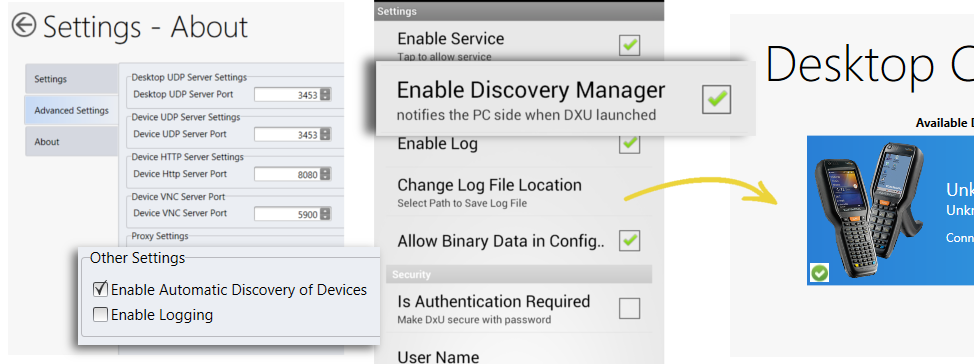 Settings - About
Settings
Advanced Settings
About
Desktop UDP Server Settings
Desktop UDP Server Port 3453
Device UDP Server Settings
Device UDP Server Port 3453
Device HTTP Server Settings
Device Http Server Port 8080
Device VNC Server Port
Device VNC Server Port 5900
Proxy Settings
Other Settings
Enable Automatic Discovery of Devices
Enable Logging
Settings
Enable Service
Tap to allow service
Enable Discovery Manager
notifies the PC side when DXU launched
Enable Log
Change Log File Location
Select Path to Save Log File
Allow Binary Data in Config..
Security
Is Authentication Required
Make DxU secure with password
User Name
Desktop C
Available D
Unk
Unkn
Conn